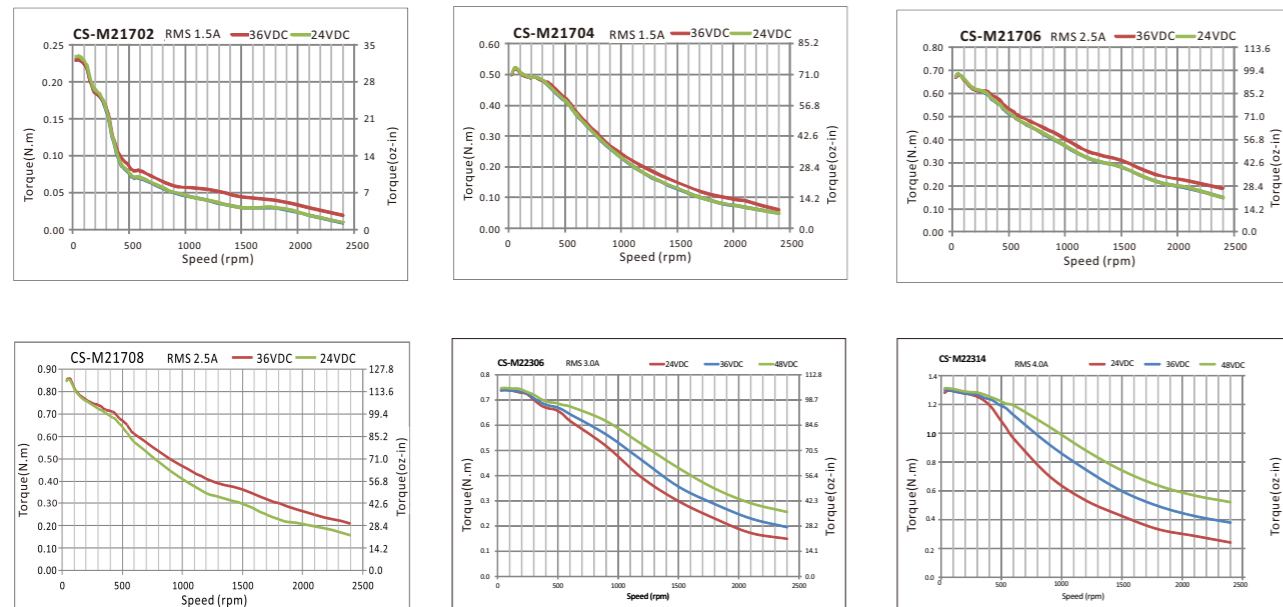 CS-M21702 RMS 1.5A 36VDC 24VDC
0.25 35
0.20 28
0.15 21
0.10 14
0.05 7
0.00 0
0 500 1000 1500 2000 2500
Torque(N.m)
Torque(oz-in)
Speed (rpm)
CS-M21704 RMS 1.5A 36VDC 24VDC
0.60 85.2
0.50 71.0
0.40 56.8
0.30 42.6
0.20 28.4
0.10 14.2
0.00 0.0
0 500 1000 1500 2000 2500
Torque(N.m)
Torque(oz-in)
Speed (rpm)
CS-M21706 RMS 2.5A 36VDC 24VDC
0.80 113.6
0.70 99.4
0.60 85.2
0.50 71.0
0.40 56.8
0.30 42.6
0.20 28.4
0.10 14.2
0.00 0.0
0 500 1000 1500 2000 2500
Torque(N.m)
Torque(oz-in)
Speed (rpm)
CS-M21708 RMS 2.5A 36VDC 24VDC
0.90 127.8
0.80 113.6
0.70 99.4
0.60 85.2
0.50 71.0
0.40 56.8
0.30 42.6
0.20 28.4
0.10 14.2
0.00 0.0
0 500 1000 1500 2000 2500
Torque(N.m)
Torque(oz-in)
Speed (rpm)
CS-M22306 RMS 3.0A 24VDC 36VDC 48VDC
0.8 112.8
0.7 98.7
0.6 84.6
0.5 70.5
0.4 56.4
0.3 42.3
0.2 28.2
0.1 14.1
0.0 0.0
0 500 1000 1500 2000 2500
Torque(N.m)
Torque(oz-in)
Speed (rpm)
CS-M22314 RMS 4.0A 24VDC 36VDC 48VDC
1.4
1.2
1.0
0.8
0.6
0.4
0.2
0.0
0 500 1000 1500 2000 2500
Torque(N.m)
Torque(oz-in)
Speed (rpm)